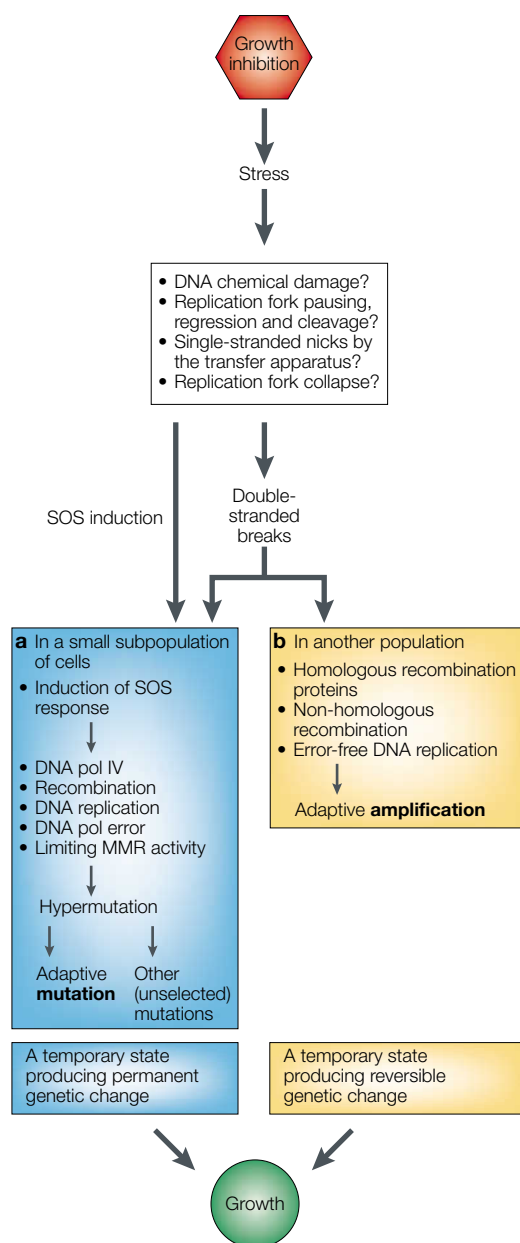 Growth
inhibition
Stress
• DNA chemical damage?
• Replication fork pausing,
regression and cleavage?
• Single-stranded nicks by
the transfer apparatus?
• Replication fork collapse?
SOS induction
Double-
stranded
breaks
a In a small subpopulation
of cells
• Induction of SOS
response
• DNA pol IV
• Recombination
• DNA replication
• DNA pol error
• Limiting MMR activity
Hypermutation
Adaptive
mutation
Other
(unselected)
mutations
b In another population
• Homologous recombination
proteins
• Non-homologous
recombination
• Error-free DNA replication
Adaptive amplification
A temporary state
producing permanent
genetic change
A temporary state
producing reversible
genetic change
Growth